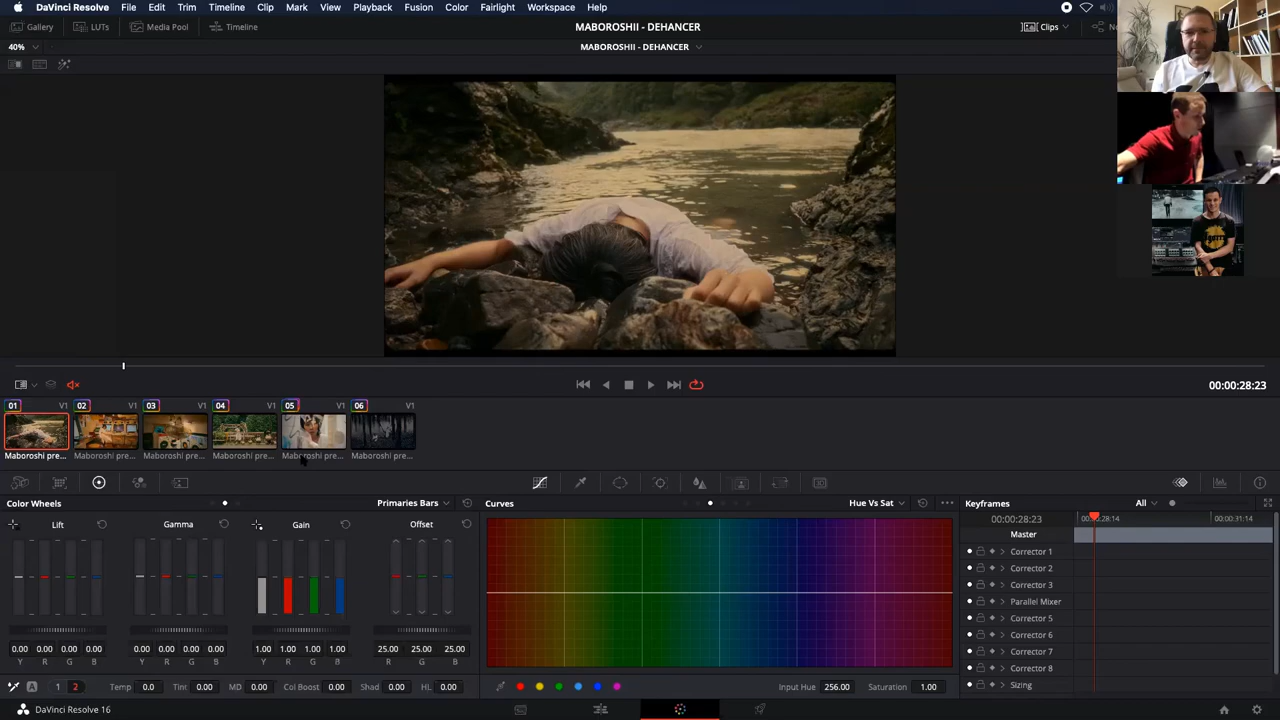 DaVinci Resolve File Edit Trim Timeline Clip Mark View Playback Fusion Color Fairlight Workspace Help
Gallery LUTs Media Pool Timeline MABOROSHII - DEHANCER Clips
40% MABOROSHII - DEHANCER
00:00:28:23
01 V1 02 V1 03 V1 04 V1 05 V1 06 V1
Maboroshi pre... Maboroshi pre... Maboroshi pre... Maboroshi pre... Maboroshi pre... Maboroshi pre...
Color Wheels Primaries Bars Curves Hue Vs Sat Keyframes All
Lift Gamma Gain Offset
00:00:28:23 00:00:28:14 00:00:31:14
Master
Corrector 1
Corrector 2
Corrector 3
Parallel Mixer
Corrector 5
Corrector 6
Corrector 7
Corrector 8
Sizing
0.00 0.00 0.00 0.00 0.00 0.00 0.00 0.00 1.00 1.00 1.00 1.00 25.00 25.00 25.00
Y R G B Y R G B Y R G B R G B
A 1 2 Temp 0.0 Tint 0.00 MD 0.00 Col Boost 0.00 Shad 0.00 HL 0.00 Input Hue 256.00 Saturation 1.00
DaVinci Resolve 16